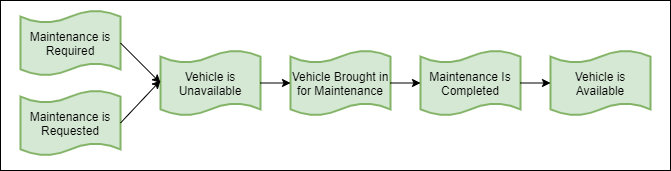 Maintenance is
Required
Maintenance is
Requested
Vehicle is
Unavailable
Vehicle Brought in
for Maintenance
Maintenance Is
Completed
Vehicle is
Available